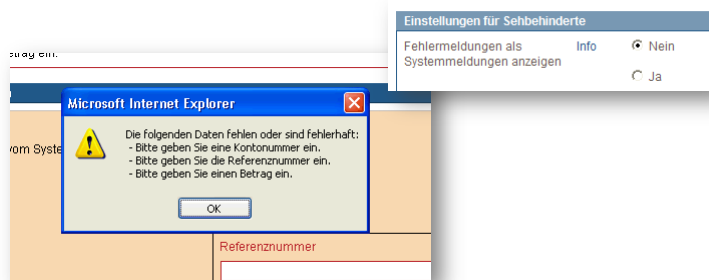 Einstellungen für Sehbehinderte
Fehlermeldungen als Info Nein
Systemmeldungen anzeigen
Ja
ein.
Microsoft Internet Explorer
Die folgenden Daten fehlen oder sind fehlerhaft:
- Bitte geben Sie eine Kontonummer ein.
- Bitte geben Sie die Referenznummer ein.
- Bitte geben Sie einen Betrag ein.
vom Syste
OK
Referenznummer